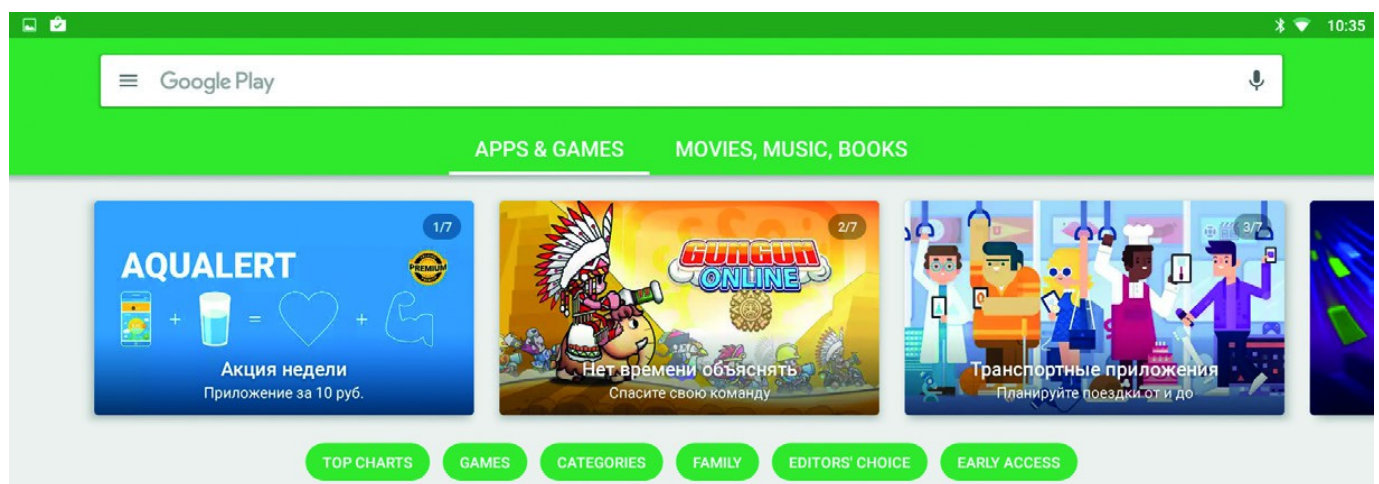 10:35
Google Play
APPS & GAMES
MOVIES, MUSIC, BOOKS
1/7
AQUALERT
PREMIUM
+ = +
Акция недели
Приложение за 10 руб.
2/7
GUNGUN
ONLINE
Нет времени объяснять
Спасите свою команду
3/7
Транспортные приложения
Планируйте поездки от и до
TOP CHARTS
GAMES
CATEGORIES
FAMILY
EDITORS' CHOICE
EARLY ACCESS